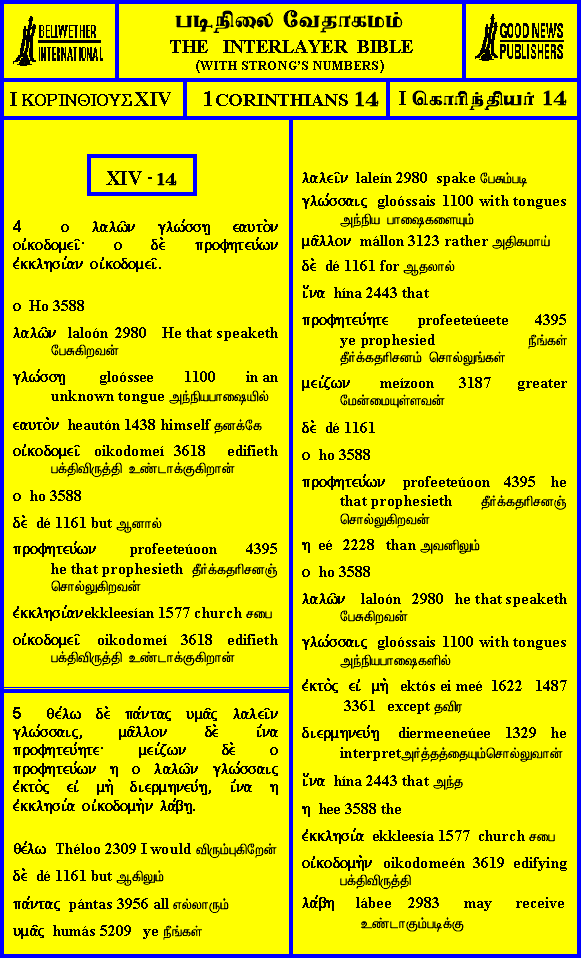 BELLWETHER
INTERNATIONAL
படிநிலை வேதாகமம்
THE INTERLAYER BIBLE
(WITH STRONG'S NUMBERS)
GOOD NEWS
PUBLISHERS
I ΚΟΡΙΝΘΙΟΥΣ XIV
1 CORINTHIANS 14
I கொரிந்தியர் 14
XIV - 14
4 ο λαλῶν γλώσση εαυτὸν
οἰκοδομεῖ· ο δὲ προφητεύων
ἐκκλησίαν οἰκοδομεῖ.
ο Ho 3588
λαλῶν laloón 2980 He that speaketh
பேசுகிறவன்
γλώσση gloóssee 1100 in an
unknown tongue அந்நியபாஷையில்
εαυτὸν heautón 1438 himself தனக்கே
οἰκοδομεῖ oikodomeí 3618 edifieth
பக்திவிருத்தி உண்டாக்குகிறான்
ο ho 3588
δὲ dé 1161 but ஆனால்
προφητεύων profeeteúoon 4395
he that prophesieth தீர்க்கதரிசனஞ்
சொல்லுகிறவன்
ἐκκλησίαν ekkleesían 1577 church சபை
οἰκοδομεῖ oikodomeí 3618 edifieth
பக்திவிருத்தி உண்டாக்குகிறான்
5 θέλω δὲ πάντας υμᾶς λαλεῖν
γλώσσαις, μᾶλλον δὲ ίνα
προφητεύητε· μείζων δὲ ο
προφητεύων η ο λαλῶν γλώσσαις
ἐκτὸς εἰ μὴ διερμηνεύη, ίνα η
ἐκκλησία οἰκοδομὴν λάβη.
θέλω Théloo 2309 I would விரும்புகிறேன்
δὲ dé 1161 but ஆகிலும்
πάντας pántas 3956 all எல்லாரும்
υμᾶς humás 5209 ye நீங்கள்
λαλεῖν laleín 2980 spake பேசும்படி
γλώσσαις gloóssais 1100 with tongues
அந்நிய பாஷைகளையும்
μᾶλλον mállon 3123 rather அதிகமாய்
δὲ dé 1161 for ஆதலால்
ἵνα hína 2443 that
προφητεύητε profeeteúeete 4395
ye prophesied நீங்கள்
தீர்க்கதரிசனம் சொல்லுங்கள்
μείζων meízoon 3187 greater
மேன்மையுள்ளவன்
δὲ dé 1161
ο ho 3588
προφητεύων profeeteúoon 4395 he
that prophesieth தீர்க்கதரிசனஞ்
சொல்லுகிறவன்
η eé 2228 than அவனிலும்
ο ho 3588
λαλῶν laloón 2980 he that speaketh
பேசுகிறவன்
γλώσσαις gloóssais 1100 with tongues
அந்நியபாஷைகளில்
ἐκτὸς εἰ μὴ ektós ei meé 1622 1487
3361 except தவிர
διερμηνεύη diermeeneúee 1329 he
interpret அர்த்தத்தையும்சொல்லுவான்
ἵνα hína 2443 that அந்த
η hee 3588 the
ἐκκλησία ekkleesía 1577 church சபை
οἰκοδομὴν oikodomeén 3619 edifying
பக்திவிருத்தி
λάβη lábee 2983 may receive
உண்டாகும்படிக்கு